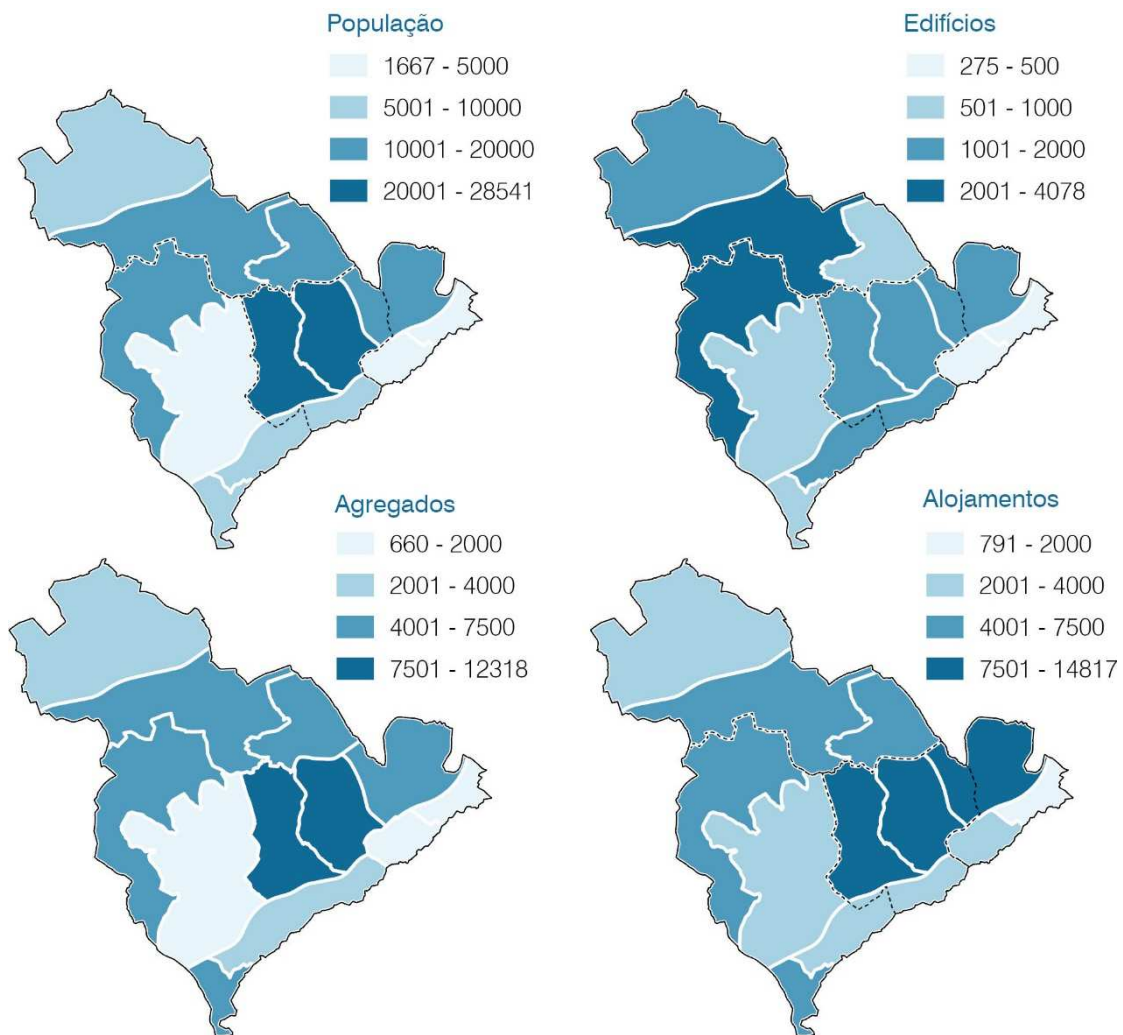 População
1667 - 5000
5001 - 10000
10001 - 20000
20001 - 28541
Edifícios
275 - 500
501 - 1000
1001 - 2000
2001 - 4078
Agregados
660 - 2000
2001 - 4000
4001 - 7500
7501 - 12318
Alojamentos
791 - 2000
2001 - 4000
4001 - 7500
7501 - 14817